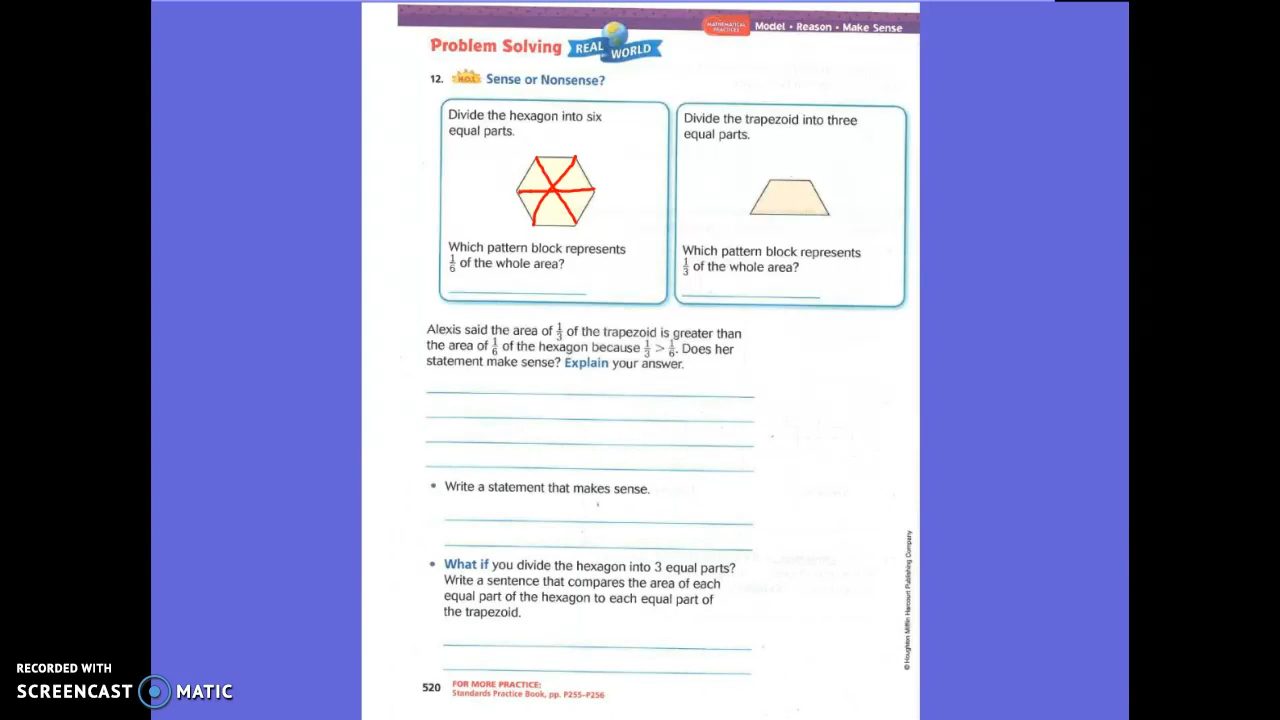 MATHEMATICAL
PRACTICES
Model • Reason • Make Sense
Problem Solving
REAL
WORLD
12. H.O.T. Sense or Nonsense?
Divide the hexagon into six
equal parts.
Which pattern block represents
1/6 of the whole area?
Divide the trapezoid into three
equal parts.
Which pattern block represents
1/3 of the whole area?
Alexis said the area of 1/3 of the trapezoid is greater than
the area of 1/6 of the hexagon because 1/3 > 1/6. Does her
statement make sense? Explain your answer.
• Write a statement that makes sense.
• What if you divide the hexagon into 3 equal parts?
Write a sentence that compares the area of each
equal part of the hexagon to each equal part of
the trapezoid.
© Houghton Mifflin Harcourt Publishing Company
520
FOR MORE PRACTICE:
Standards Practice Book, pp. P255–P256
RECORDED WITH
SCREENCAST MATIC